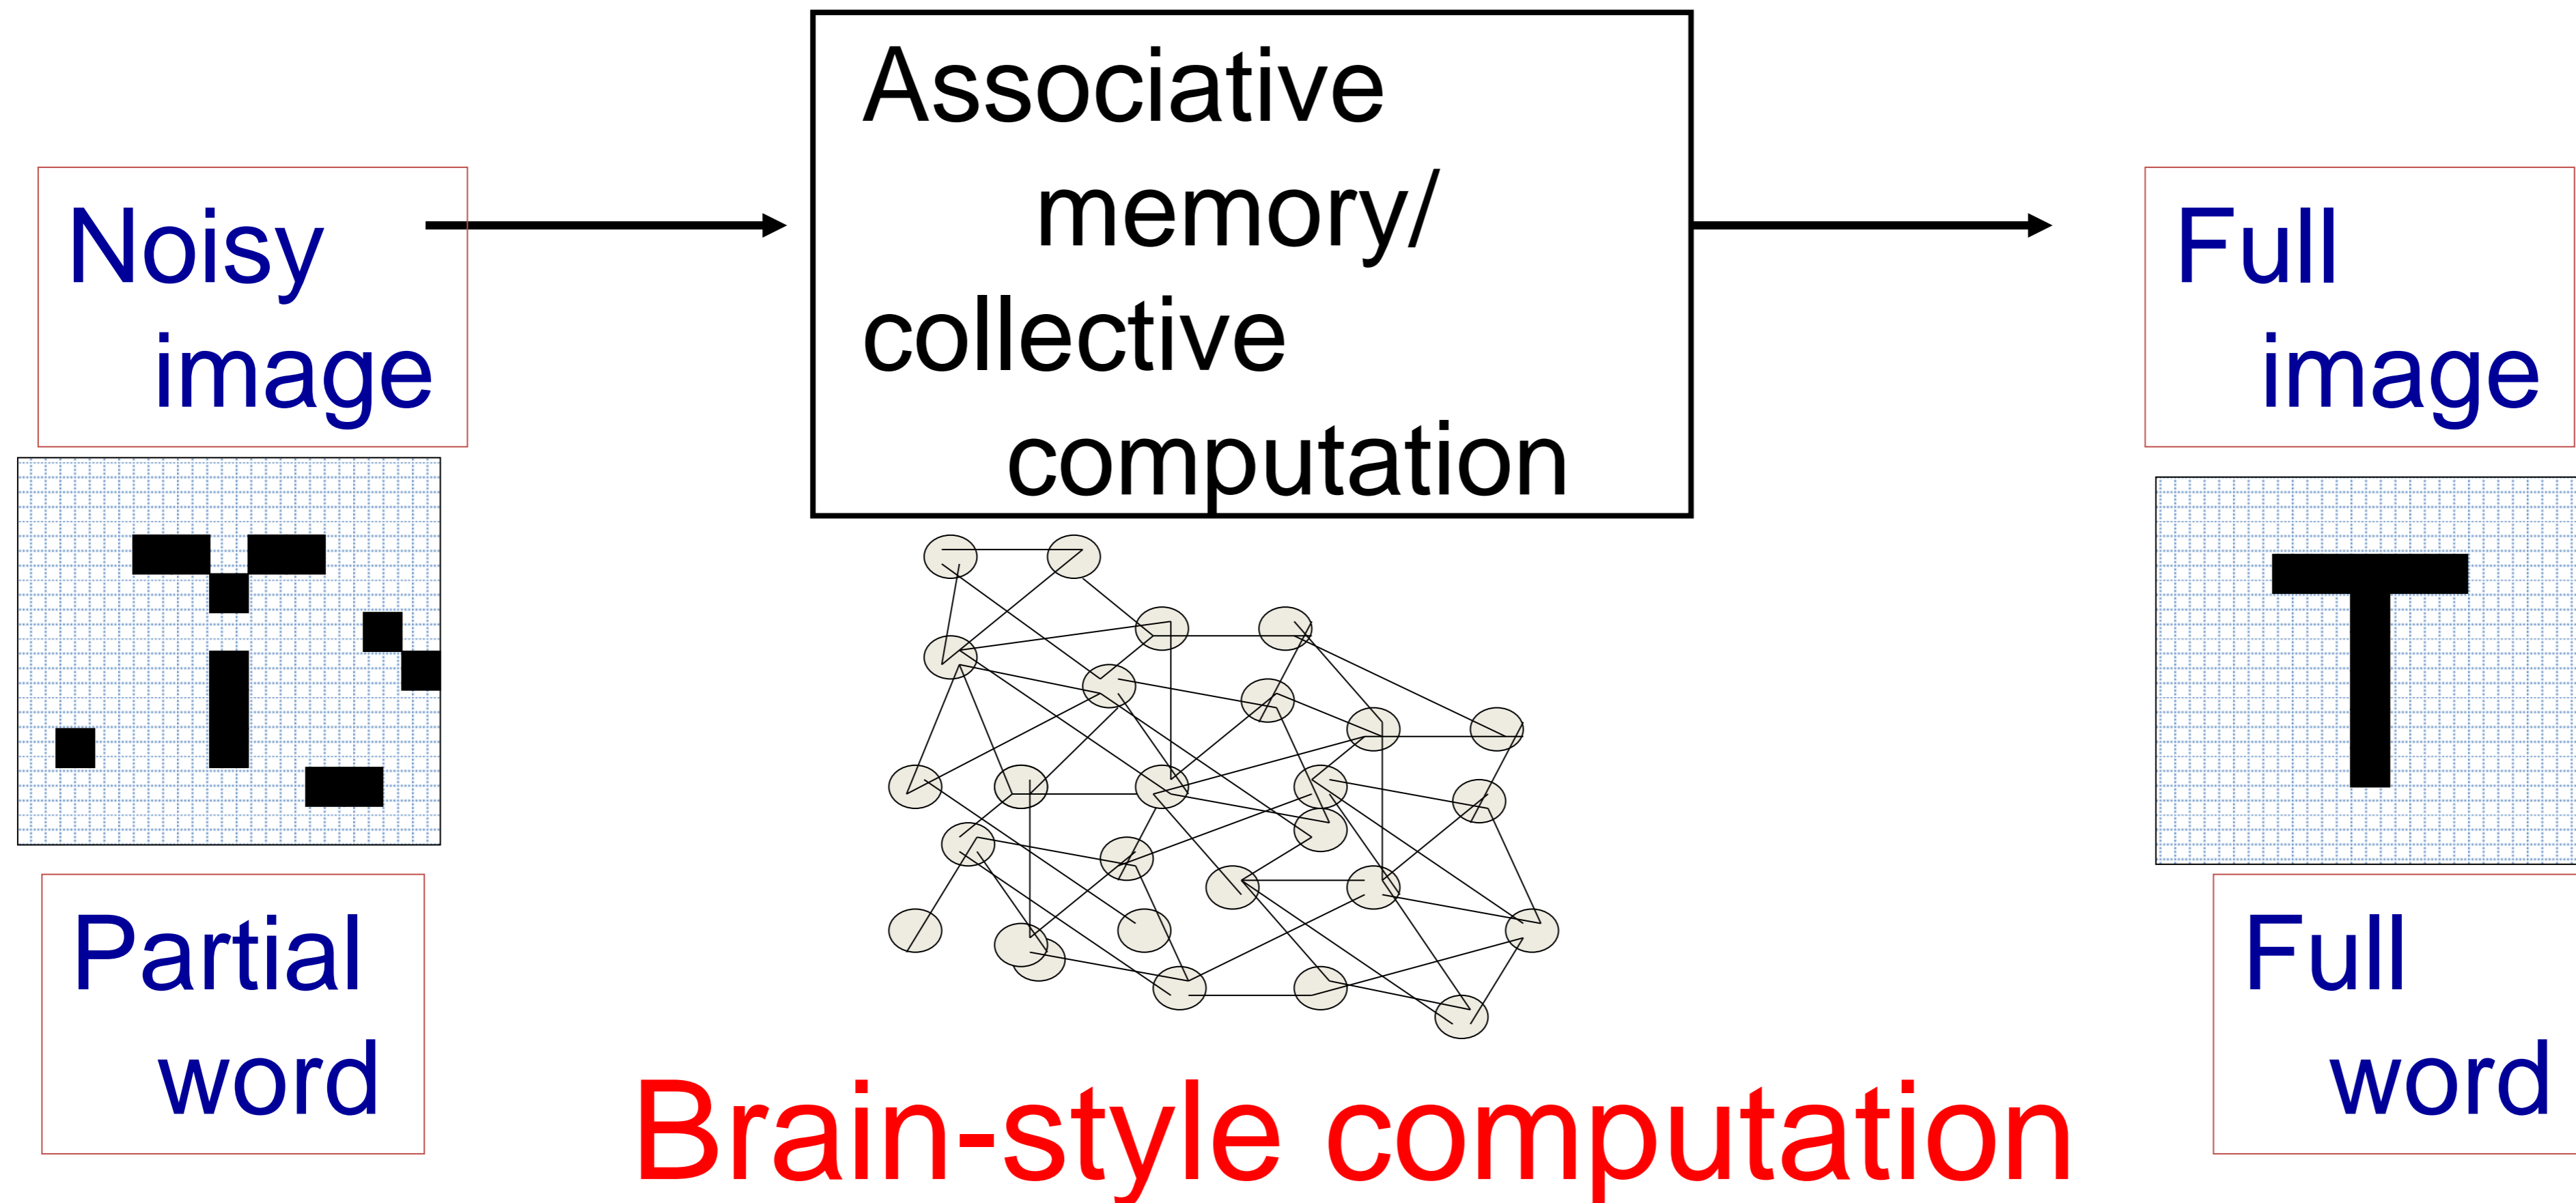 Noisy
image
Associative
memory/
collective
computation
Full
image
Partial
word
Full
word
Brain-style computation